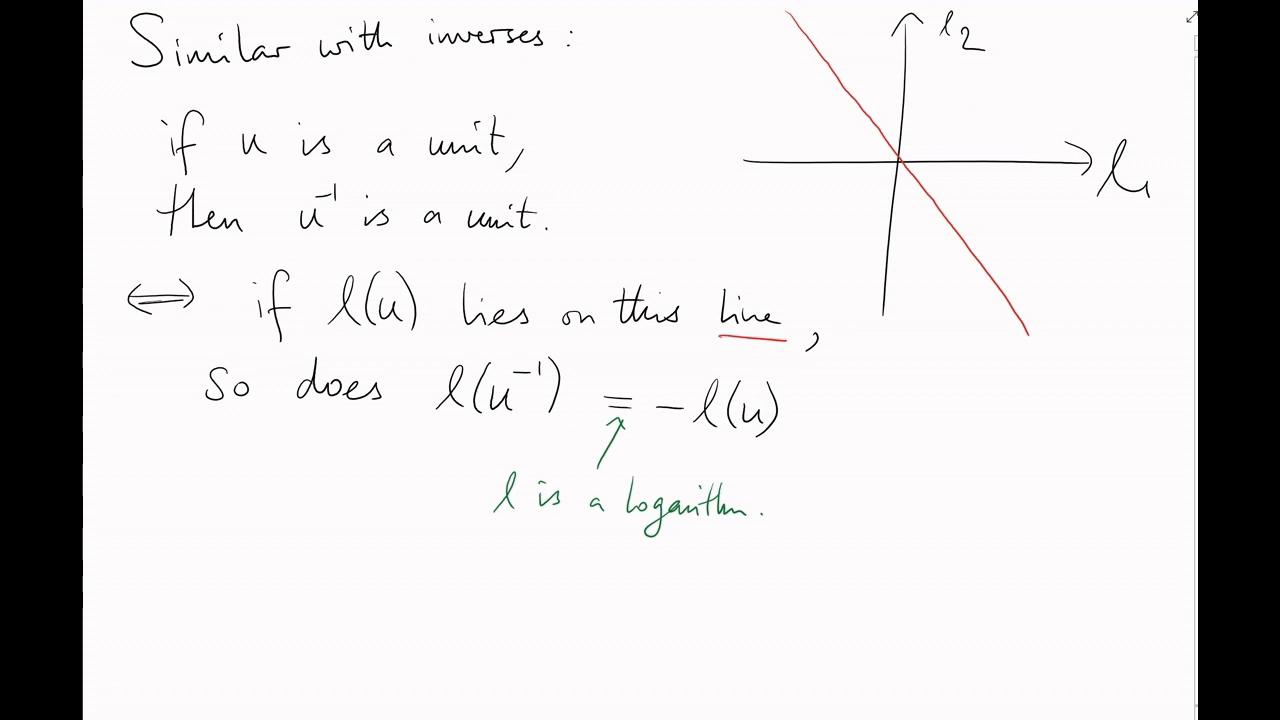 Similar with inverses:
if u is a unit,
then u⁻¹ is a unit.
⟺ if ℓ(u) lies on this line,
so does ℓ(u⁻¹) = -ℓ(u)
ℓ is a logarithm.
ℓ₂
ℓ₁